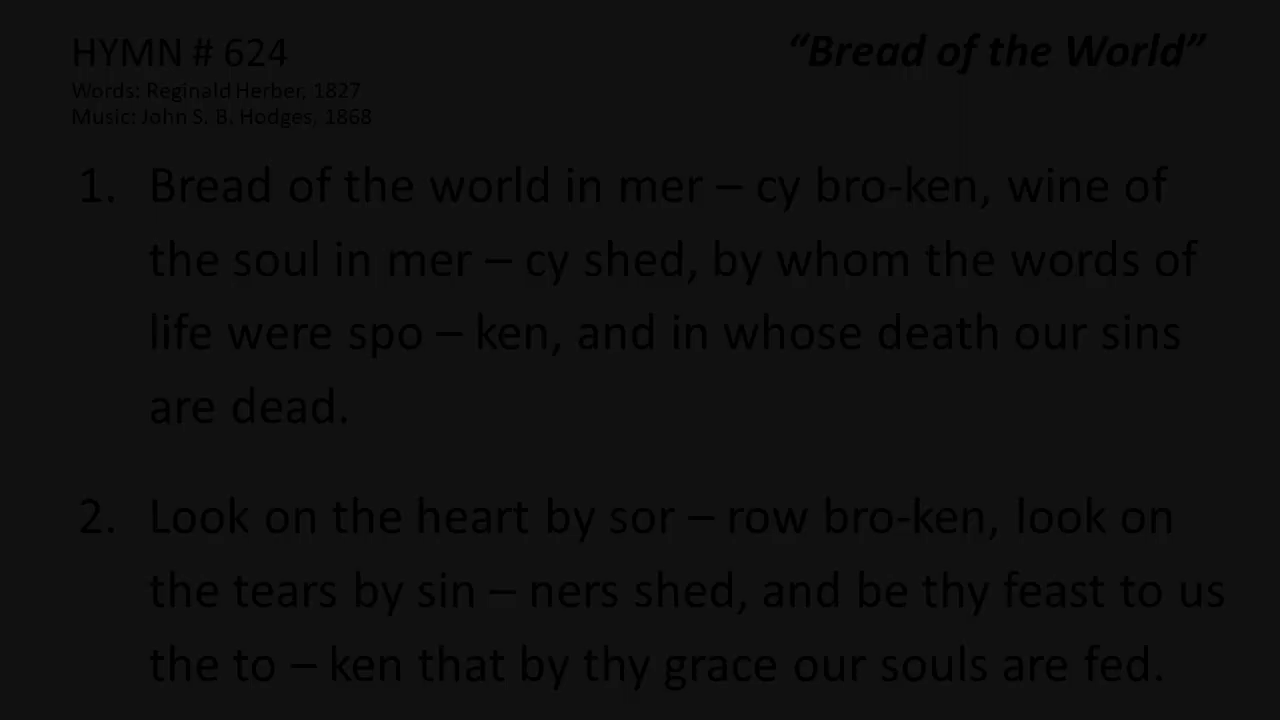 HYMN # 624
“Bread of the World”
Words: Reginald Herber, 1827
Music: John S. B. Hodges, 1868
1. Bread of the world in mer – cy bro-ken, wine of
the soul in mer – cy shed, by whom the words of
life were spo – ken, and in whose death our sins
are dead.
2. Look on the heart by sor – row bro-ken, look on
the tears by sin – ners shed, and be thy feast to us
the to – ken that by thy grace our souls are fed.